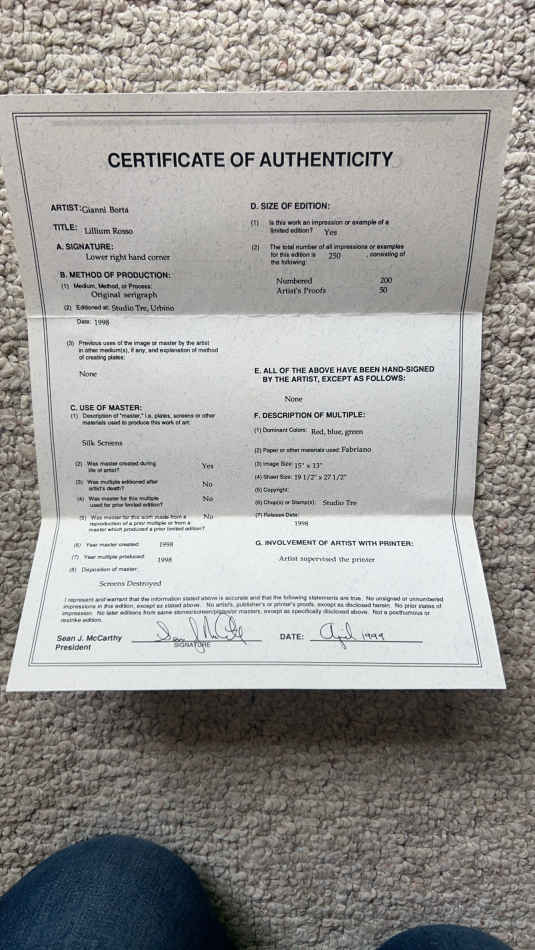 CERTIFICATE OF AUTHENTICITY
ARTIST: Gianni Berta
TITLE: Lillium Rosso
A. SIGNATURE:
Lower right hand corner
B. METHOD OF PRODUCTION:
(1) Medium, Method, or Process:
Original serigraph
(2) Editioned at: Studio Tre, Urbino
Date: 1998
(3) Previous uses of the image or master by the artist
in other medium(s), if any, and explanation of method
of creating plates:
None
C. USE OF MASTER:
(1) Description of "master," i.e. plates, screens or other
materials used to produce this work of art:
Silk Screens
(2) Was master created during
life of artist? Yes
(3) Was multiple editioned after
artist's death? No
(4) Was master for this multiple
used for prior limited edition? No
(5) Was master for this work made from a
reproduction of a prior multiple or from a
master which produced a prior limited edition? No
(6) Year master created: 1998
(7) Year multiple produced: 1998
(8) Disposition of master:
Screens Destroyed
D. SIZE OF EDITION:
(1) Is this work an impression or example of a
limited edition? Yes
(2) The total number of all impressions or examples
for this edition is 250 , consisting of
the following:
Numbered 200
Artist's Proofs 50
E. ALL OF THE ABOVE HAVE BEEN HAND-SIGNED
BY THE ARTIST, EXCEPT AS FOLLOWS:
None
F. DESCRIPTION OF MULTIPLE:
(1) Dominant Colors: Red, blue, green
(2) Paper or other materials used: Fabriano
(3) Image Size: 15" x 13"
(4) Sheet Size: 19 1/2" x 27 1/2"
(5) Copyright:
(6) Chop(s) or Stamp(s): Studio Tre
(7) Release Date:
1998
G. INVOLVEMENT OF ARTIST WITH PRINTER:
Artist supervised the printer
I represent and warrant that the information stated above is accurate and that the following statements are true. No unsigned or unnumbered
impressions in this edition, except as stated above. No artist's, publisher's or printer's proofs, except as disclosed herein. No prior states of
impression. No later editions from same stones/screen/plates/or masters, except as specifically disclosed above. Not a posthumous or
restrike edition.
Sean J. McCarthy
President
SIGNATURE
DATE: April 1999